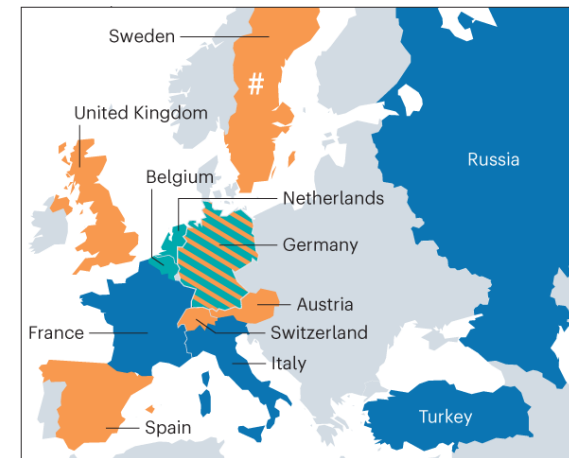 Sweden
#
United Kingdom
Russia
Belgium
Netherlands
Germany
Austria
France
Switzerland
Italy
Turkey
Spain